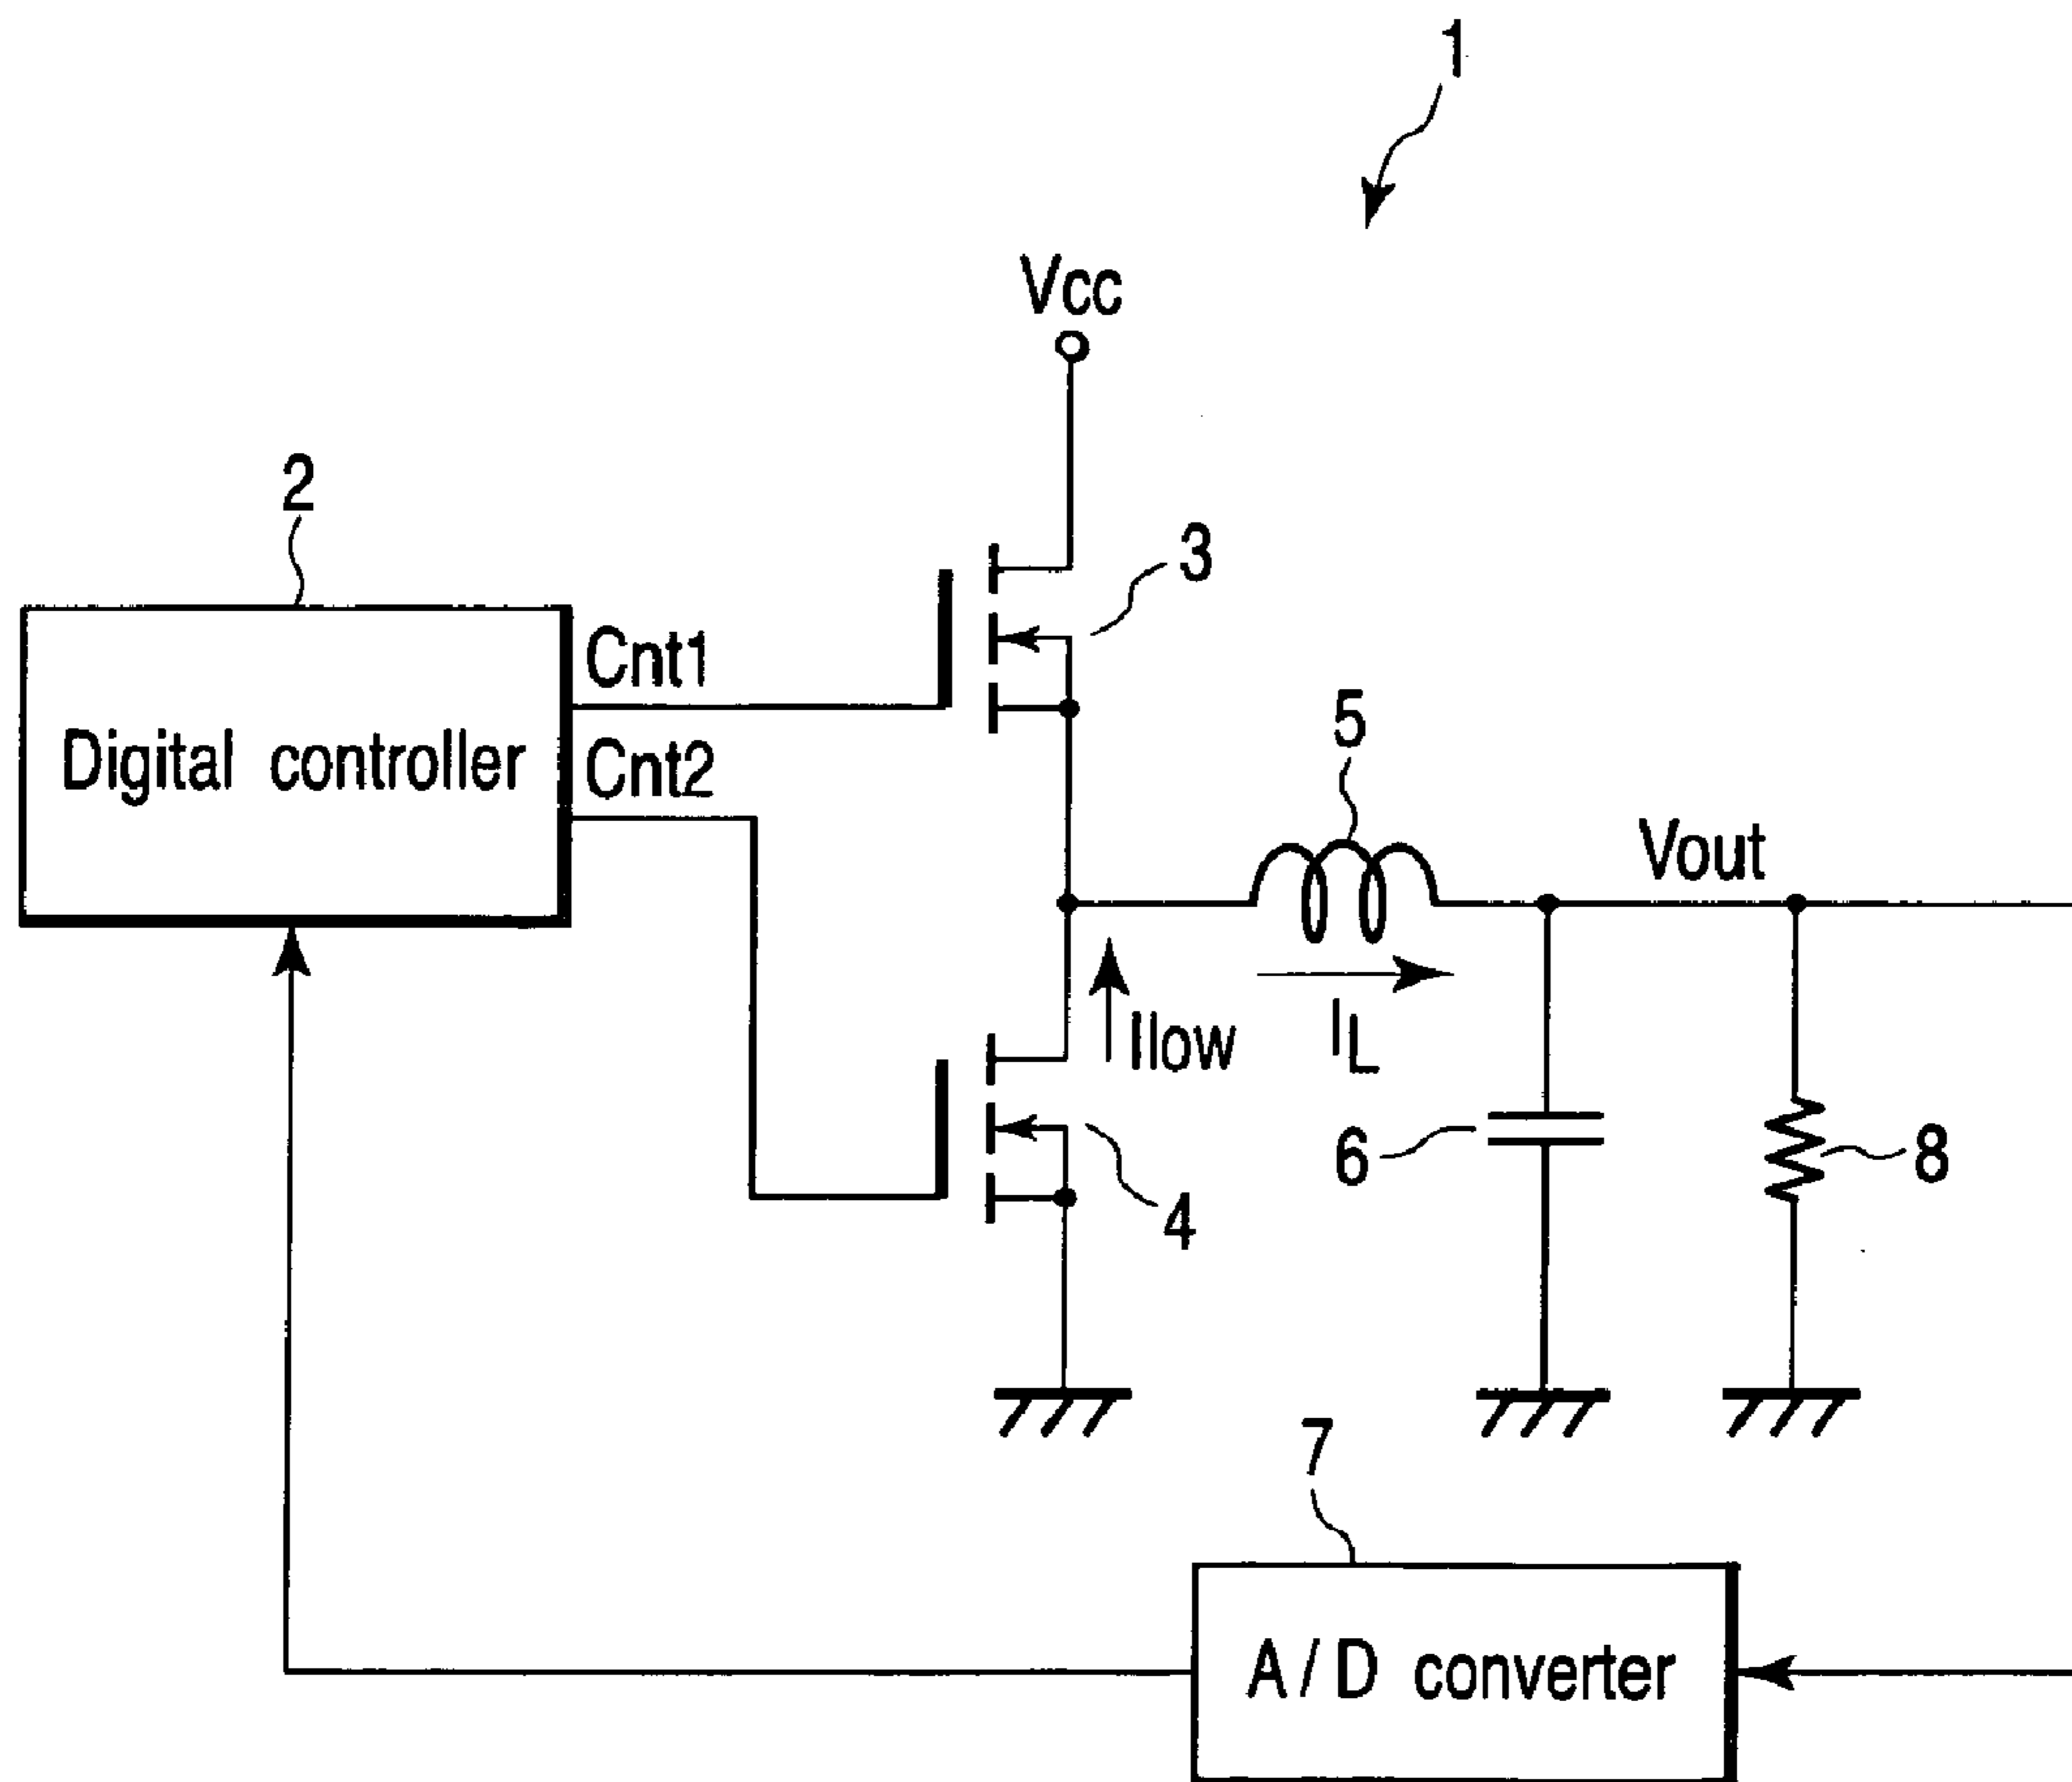 1
Vcc
2
3
Cnt1
Digital controller
Cnt2
5
Vout
Ilow
IL
6
8
4
7
A/D converter